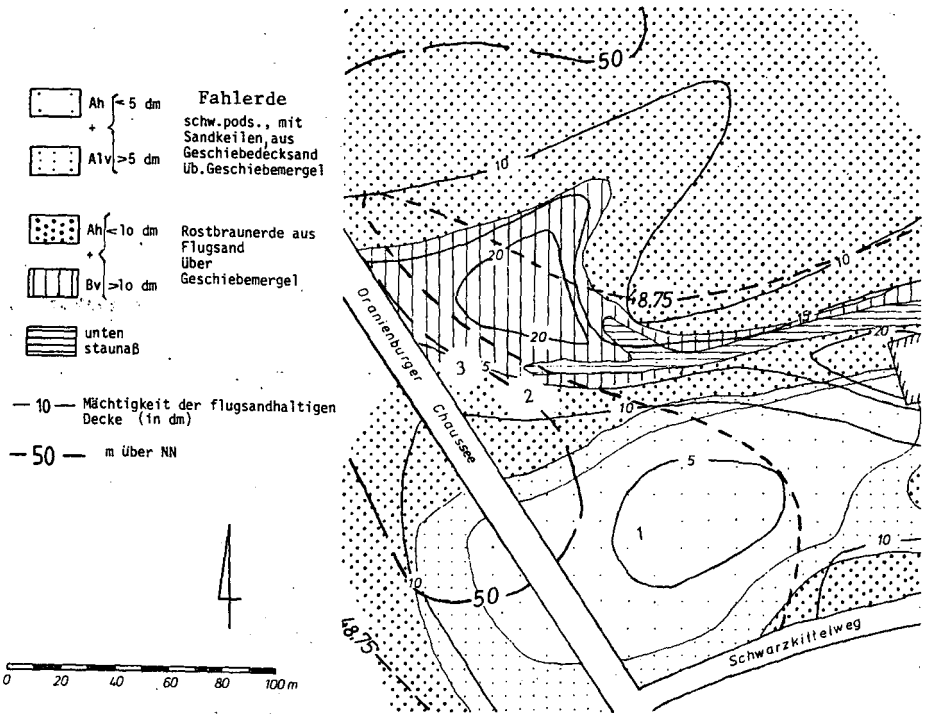 Ah ≤ 5 dm
+
Alv >5 dm
Fahlerde
schw.pods., mit
Sandkeilen, aus
Geschiebedecksand
üb.Geschiebemergel
Ah ≤ 10 dm
+
Bv >10 dm
Rostbraunerde aus
Flugsand
über
Geschiebemergel
unten
staunaß
— 10 — Mächtigkeit der flugsandhaltigen
Decke (in dm)
— 50 — m über NN
0 20 40 60 80 100 m
50
10
20
48.75
10
20
15
20
3 5
2
10
5
1
10
10
50
48.75
Oranienburger Chaussee
Schwarzkittelweg